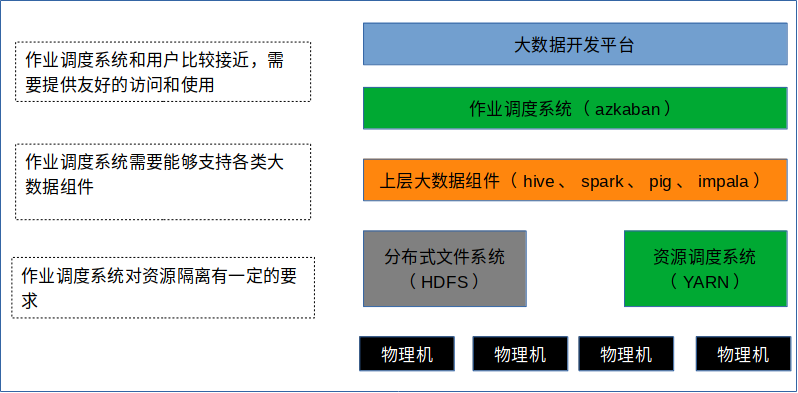 作业调度系统和用户比较接近，需
要提供友好的访问和使用
作业调度系统需要能够支持各类大
数据组件
作业调度系统对资源隔离有一定的要
求
大数据开发平台
作业调度系统（ azkaban ）
上层大数据组件（ hive 、 spark 、 pig 、 impala ）
分布式文件系统
（ HDFS ）
资源调度系统
（ YARN ）
物理机
物理机
物理机
物理机